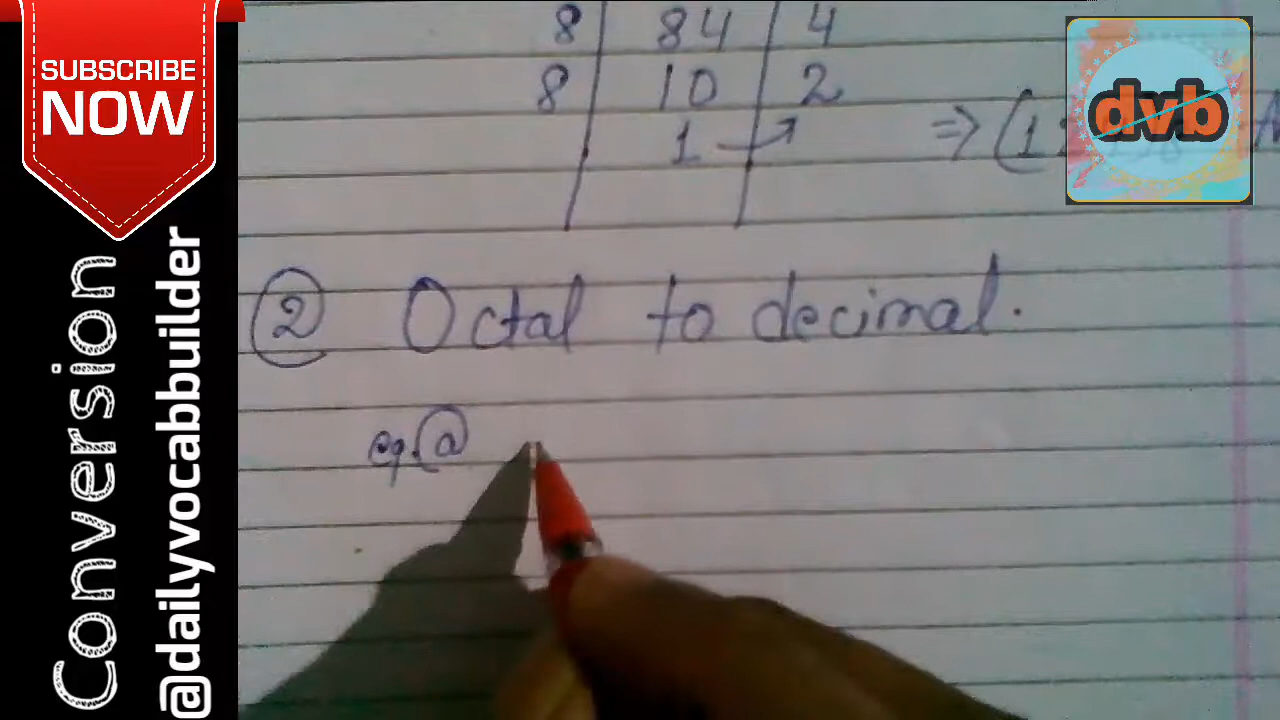 SUBSCRIBE
NOW
Conversion
@dailyvocabbuilder
8 84 4
8 10 2
1
⇒ (1
dvb
② Octal to decimal.
eg. ⓐ